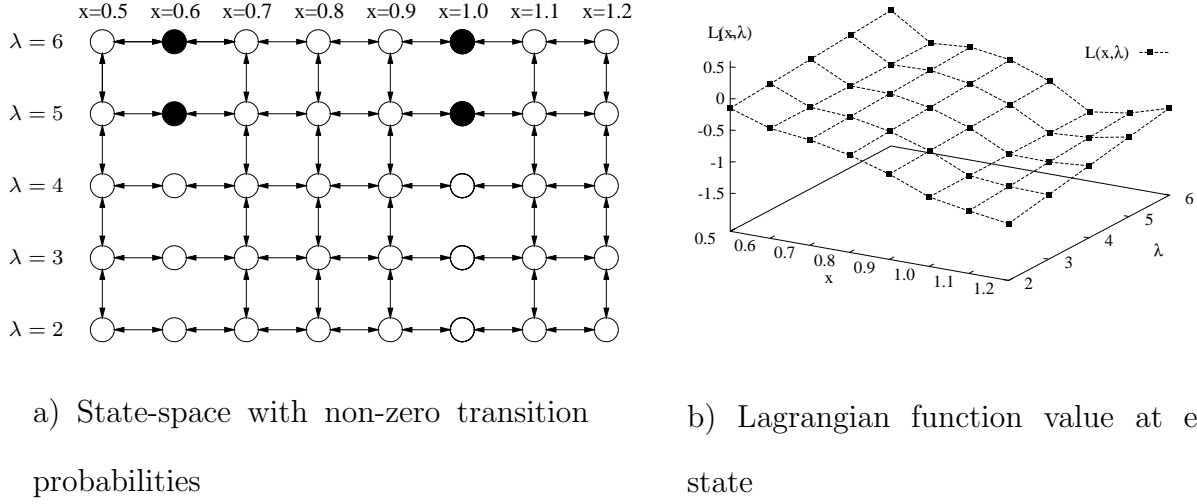 x=0.5 x=0.6 x=0.7 x=0.8 x=0.9 x=1.0 x=1.1 x=1.2
λ = 6
λ = 5
λ = 4
λ = 3
λ = 2
a) State-space with non-zero transition
probabilities
L(x,λ)
L(x,λ)
0.5
0
-0.5
-1
-1.5
0.5
0.6
0.7
0.8
0.9
1.0
1.1
1.2
x
2
3
4
5
6
λ
b) Lagrangian function value at e
state